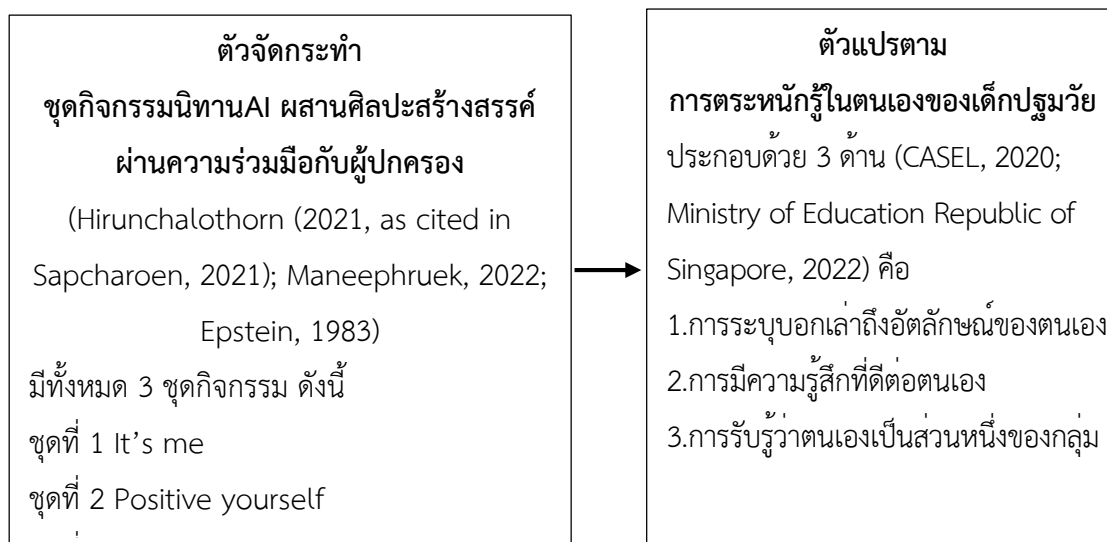 ตัวจัดกระทำ
ชุดกิจกรรมนิทานAI ผสานศิลปะสร้างสรรค์
ผ่านความร่วมมือกับผู้ปกครอง
(Hirunchalothorn (2021, as cited in
Sapcharoen, 2021); Maneephruek, 2022;
Epstein, 1983)
มีทั้งหมด 3 ชุดกิจกรรม ดังนี้
ชุดที่ 1 It’s me
ชุดที่ 2 Positive yourself
ตัวแปรตาม
การตระหนักรู้ในตนเองของเด็กปฐมวัย
ประกอบด้วย 3 ด้าน (CASEL, 2020;
Ministry of Education Republic of
Singapore, 2022) คือ
1.การระบุบอกเล่าถึงอัตลักษณ์ของตนเอง
2.การมีความรู้สึกที่ดีต่อตนเอง
3.การรับรู้ว่าตนเองเป็นส่วนหนึ่งของกลุ่ม